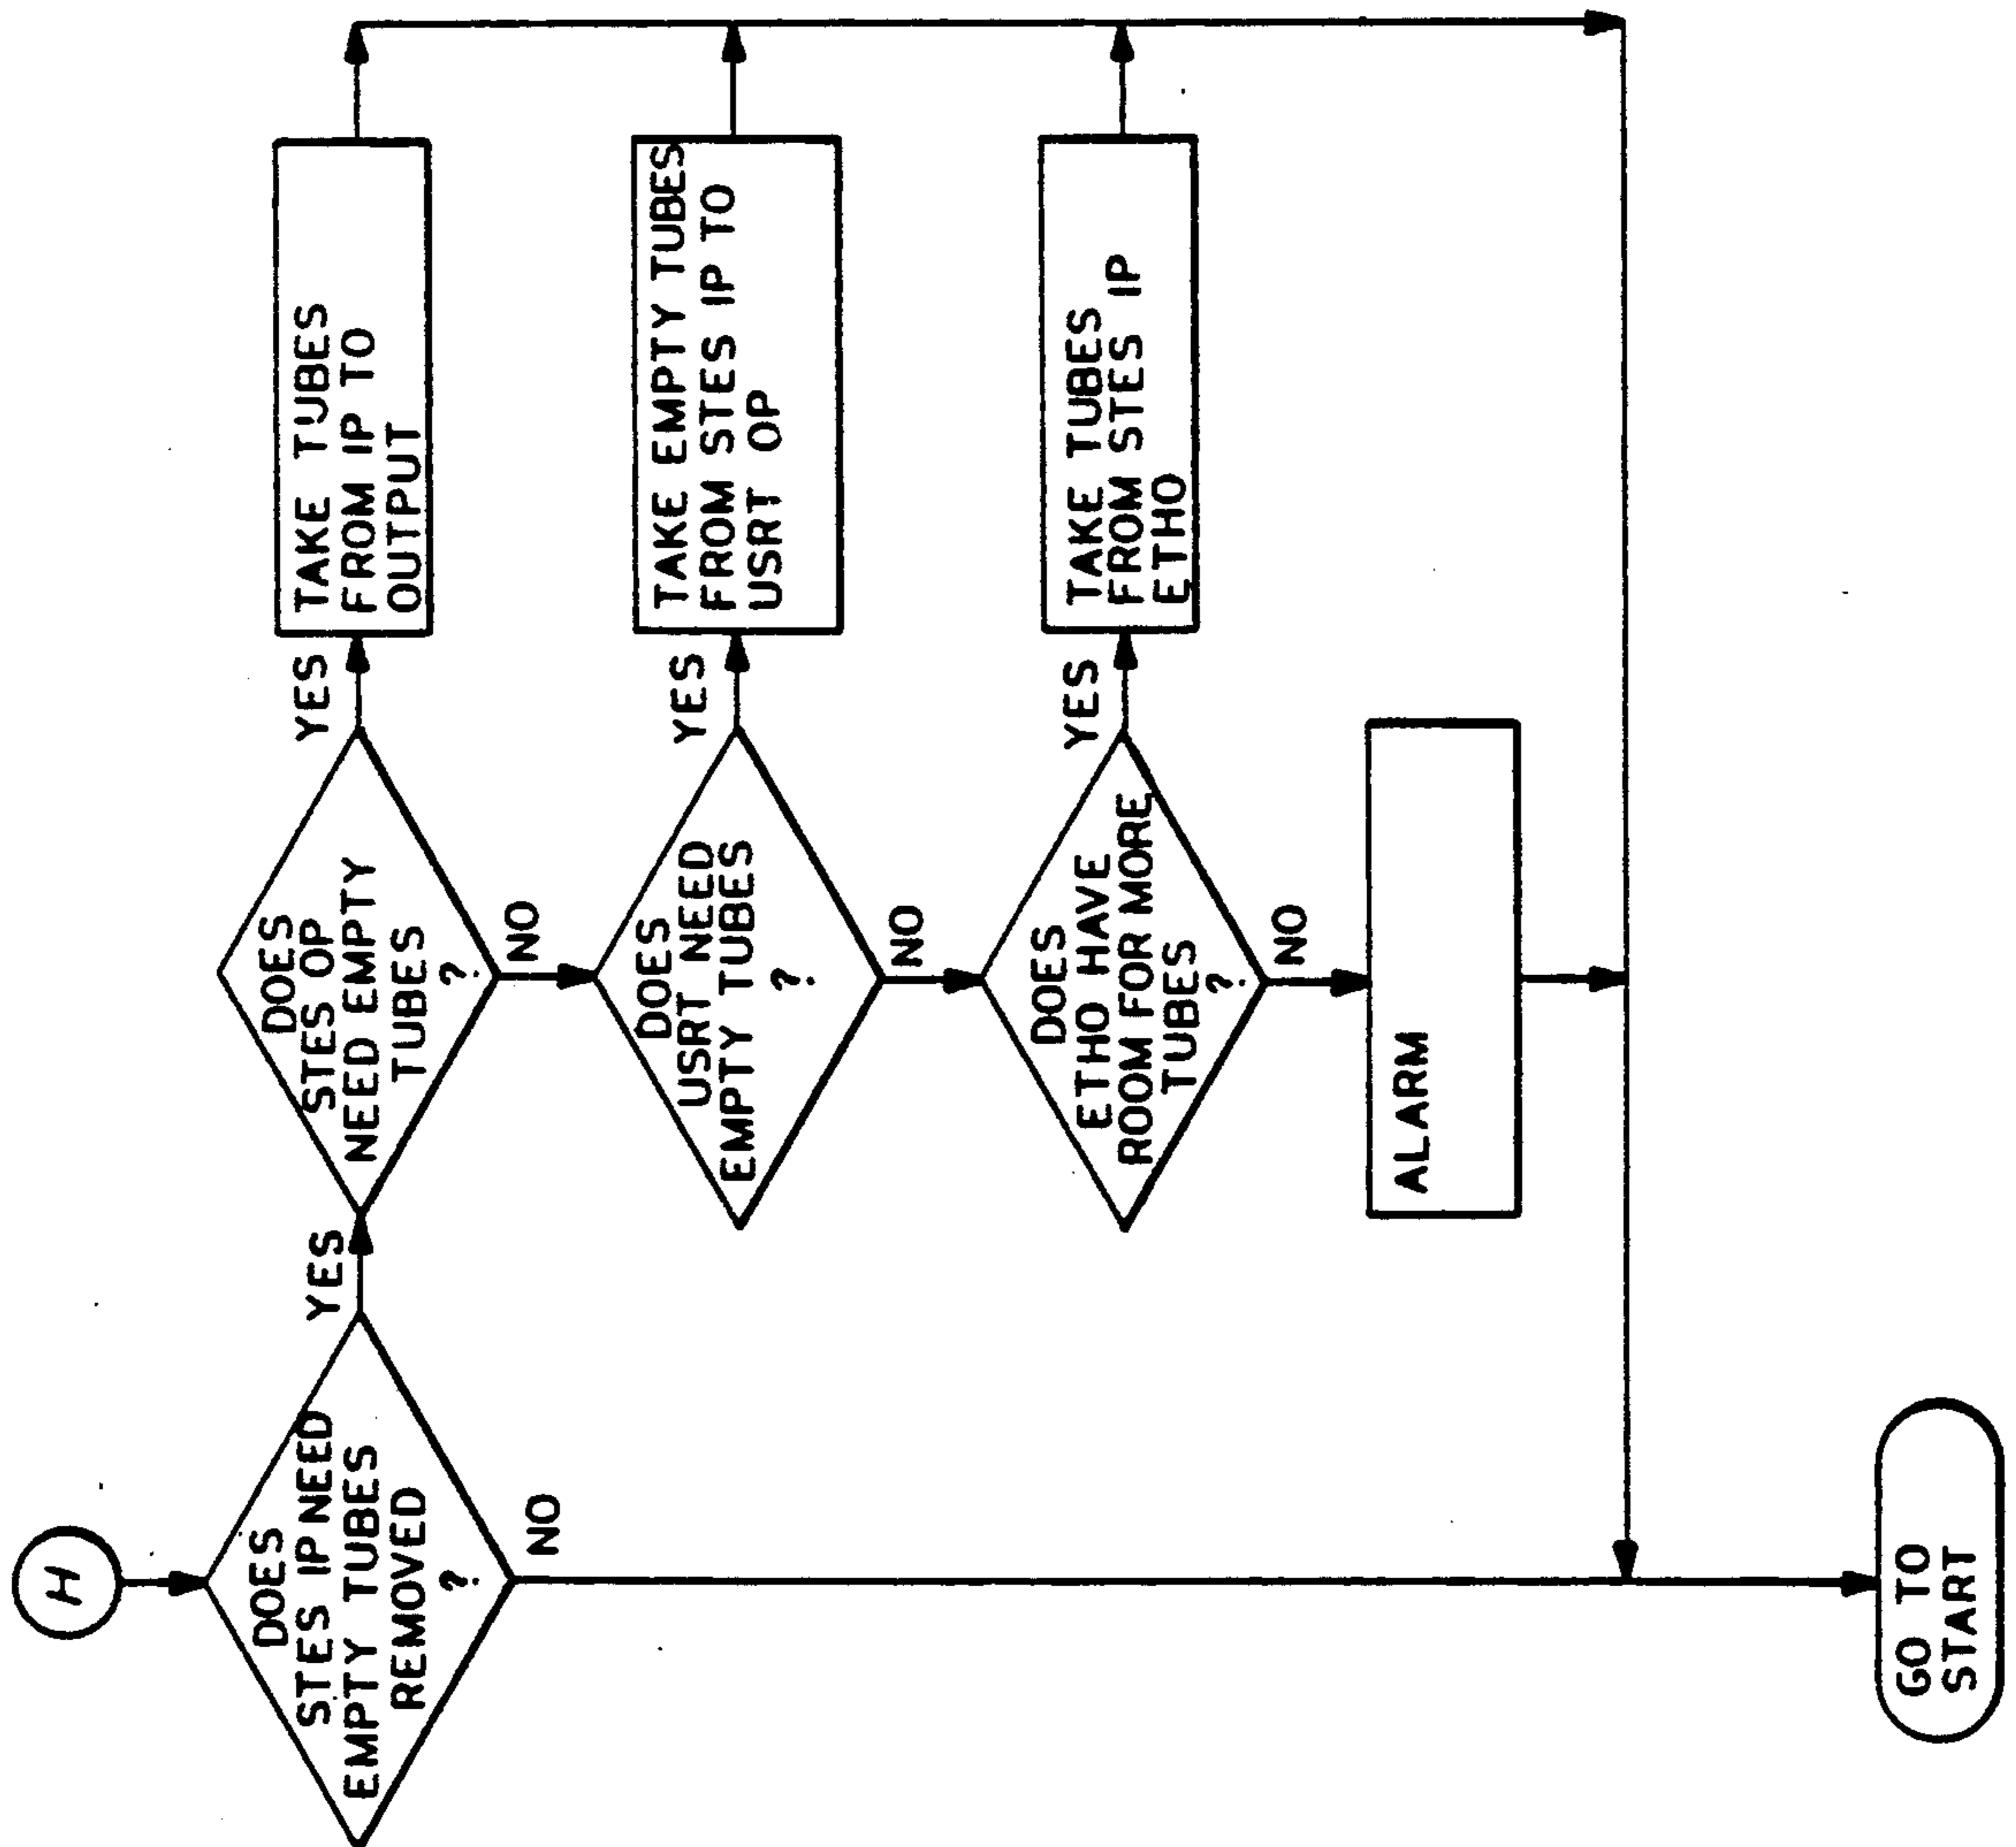 H
DOES
STES IP NEED
EMPTY TUBES
REMOVED
?
YES
NO
DOES
STES OP
NEED EMPTY
TUBES
?
YES
NO
TAKE TUBES
FROM IP TO
OUTPUT
DOES
USRT NEED
EMPTY TUBES
?
YES
NO
TAKE EMPTY TUBES
FROM STES IP TO
USRT OP
DOES
ETHO HAVE
ROOM FOR MORE
TUBES
?
YES
NO
TAKE TUBES
FROM STES IP
ETHO
ALARM
GO TO
START